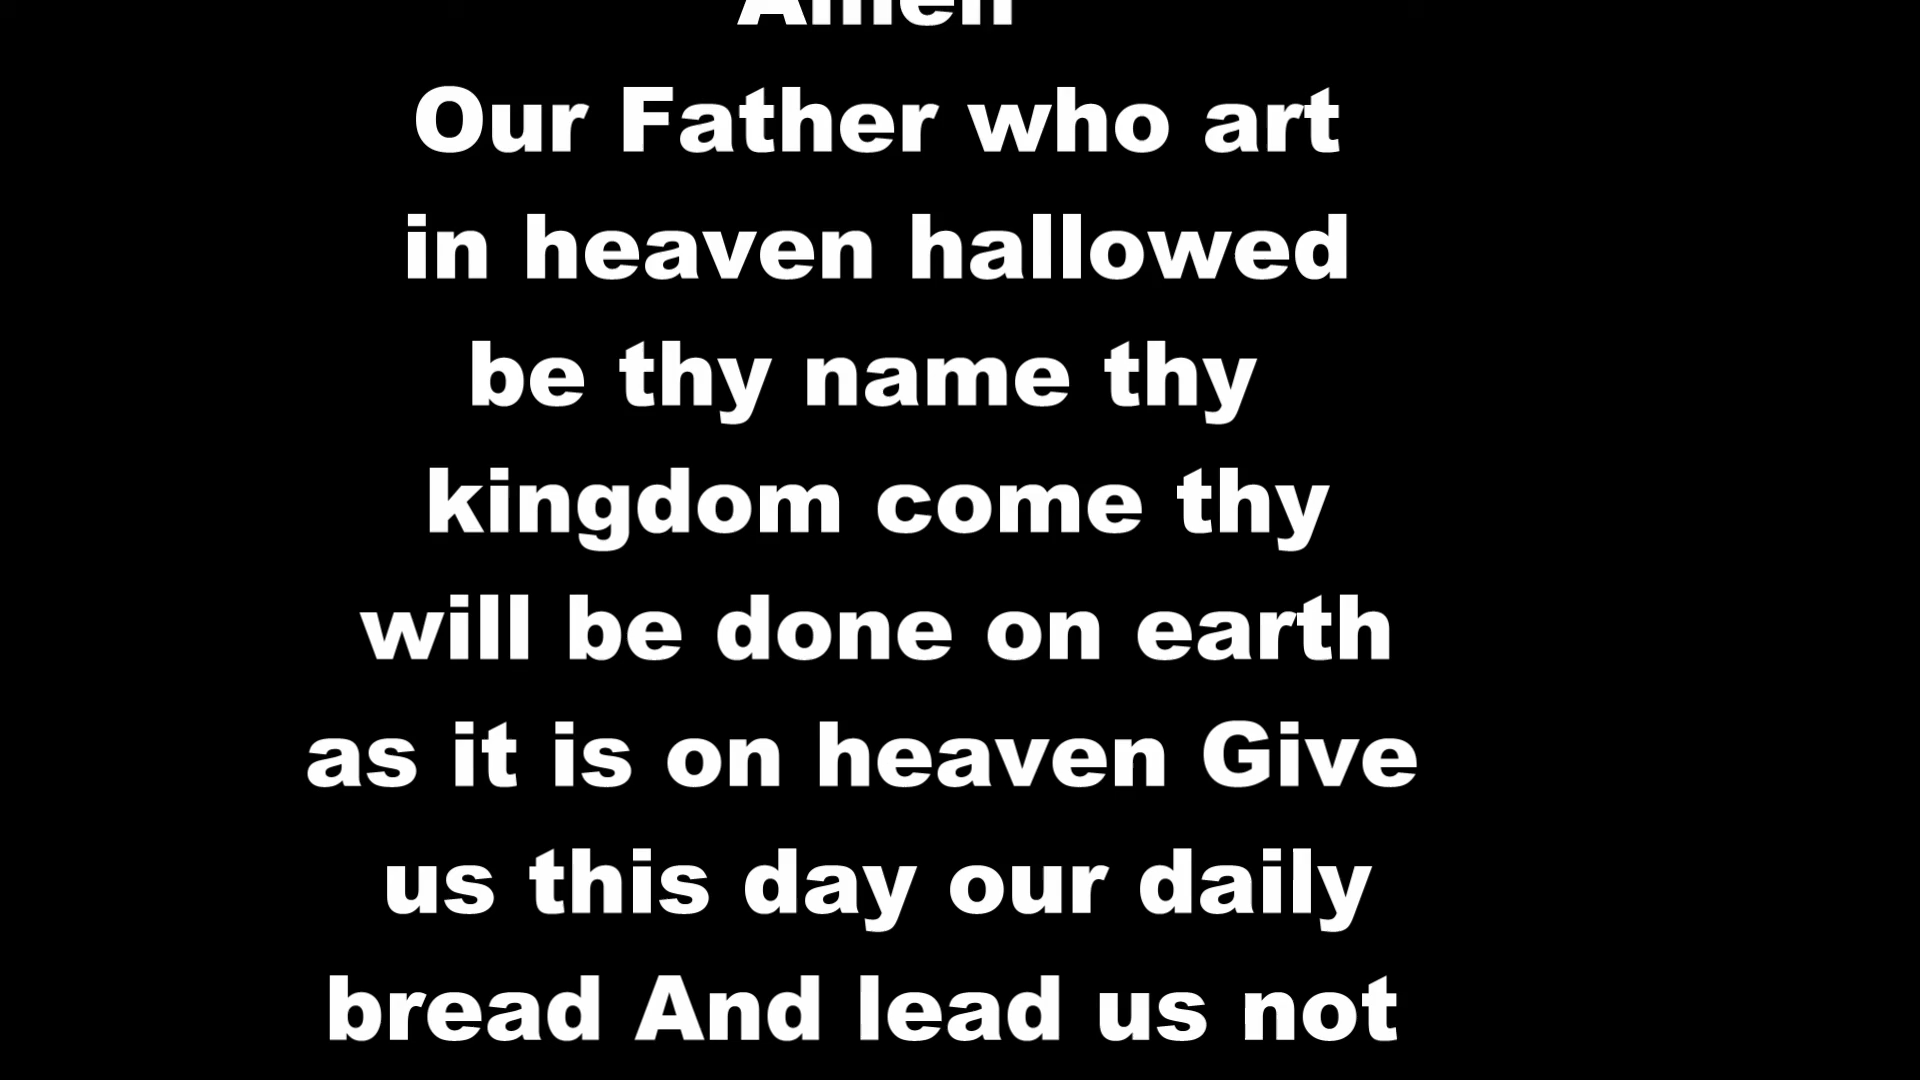 Amen
Our Father who art
in heaven hallowed
be thy name thy
kingdom come thy
will be done on earth
as it is on heaven Give
us this day our daily
bread And lead us not